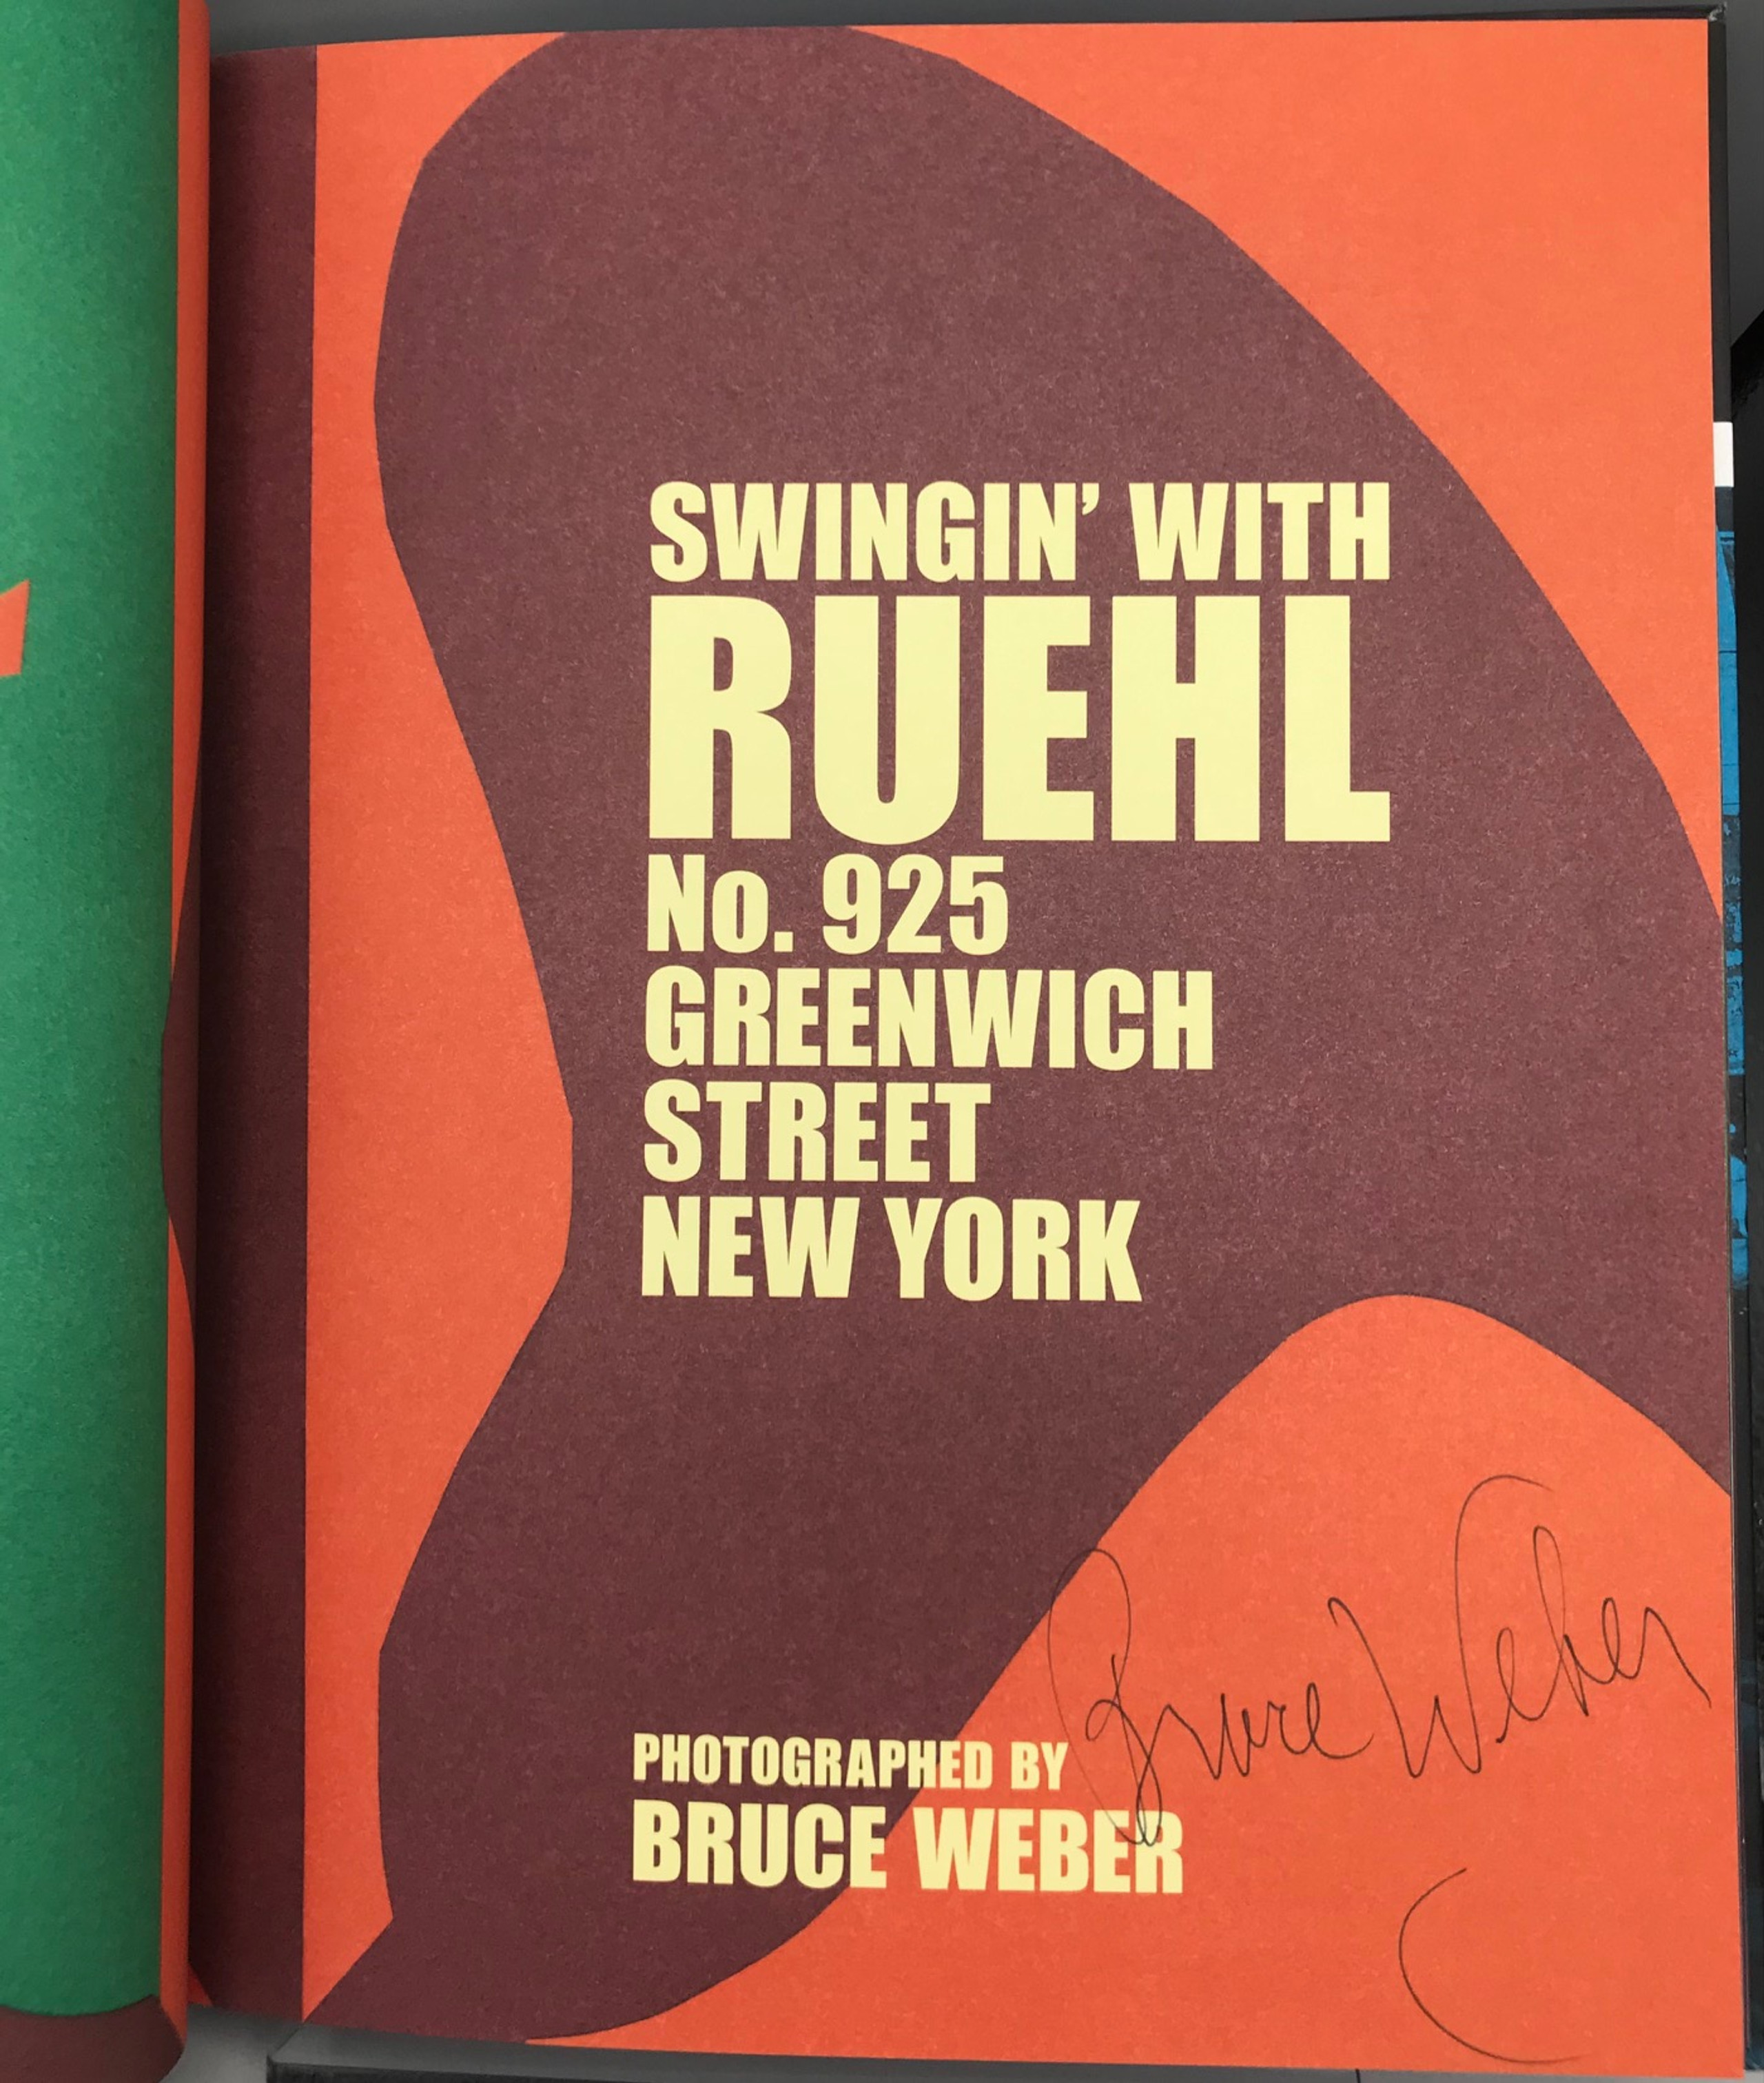 SWINGIN’ WITH
RUEHL
No. 925
GREENWICH
STREET
NEW YORK
Bruce Weber
PHOTOGRAPHED BY
BRUCE WEBER